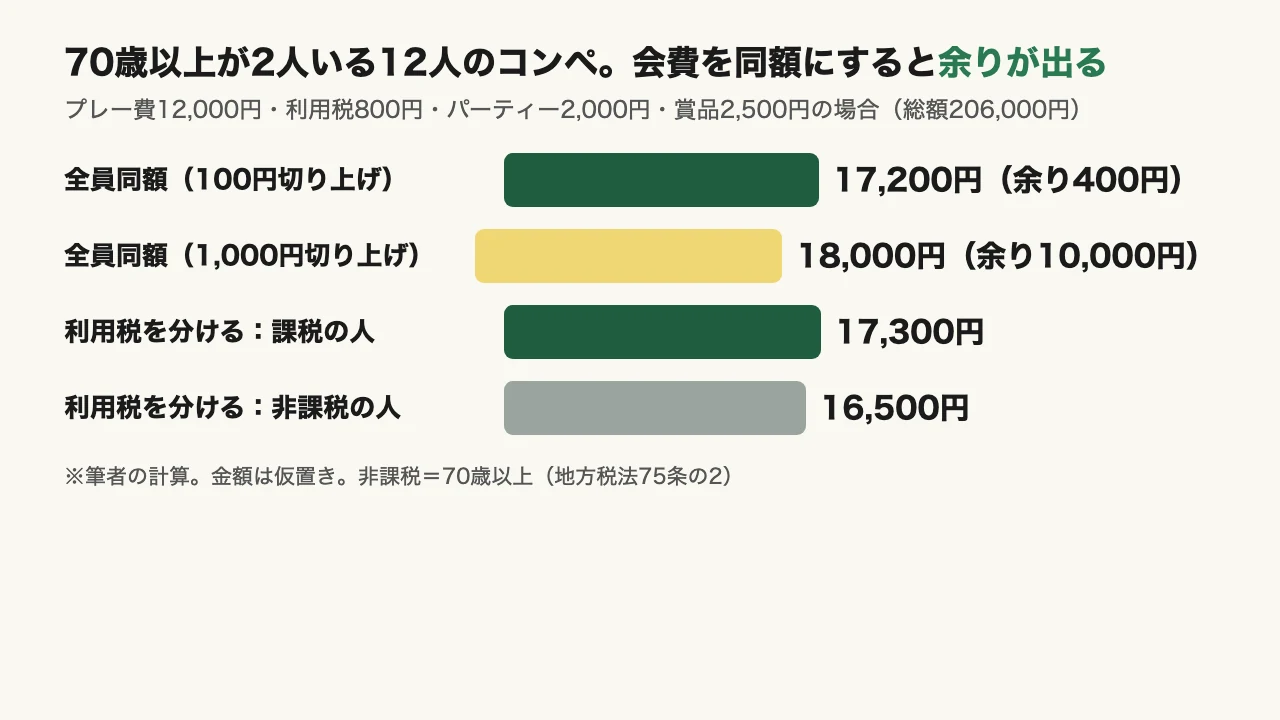 70歳以上が2人いる12人のコンペ。会費を同額にすると余りが出る
プレー費12,000円・利用税800円・パーティー2,000円・賞品2,500円の場合（総額206,000円）
全員同額（100円切り上げ） 17,200円（余り400円）
全員同額（1,000円切り上げ） 18,000円（余り10,000円）
利用税を分ける：課税の人 17,300円
利用税を分ける：非課税の人 16,500円
※筆者の計算。金額は仮置き。非課税＝70歳以上（地方税法75条の2）